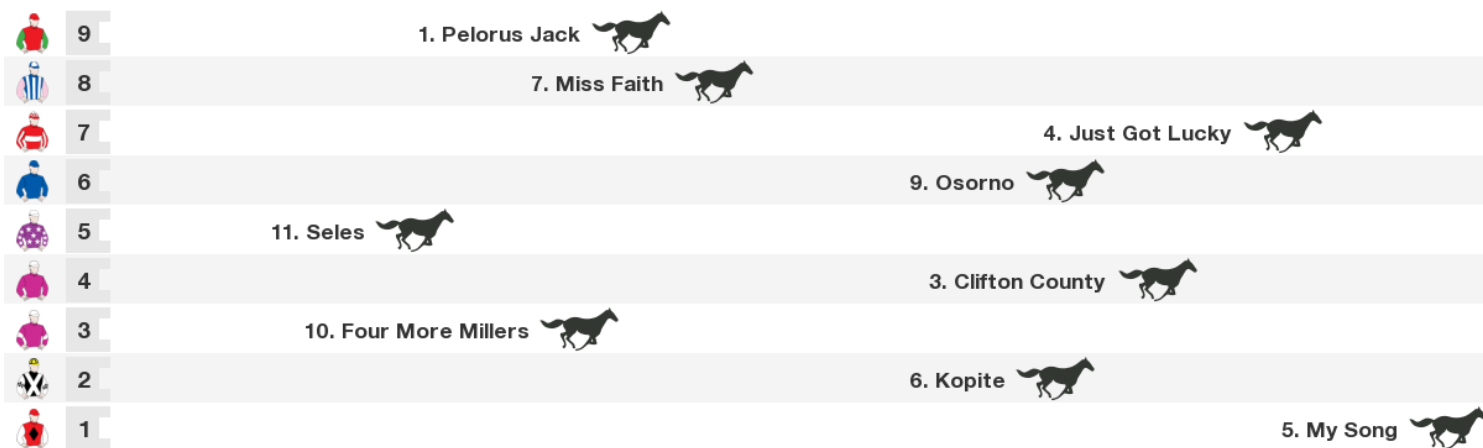 9 1. Pelorus Jack
8 7. Miss Faith
7 4. Just Got Lucky
6 9. Osorno
5 11. Seles
4 3. Clifton County
3 10. Four More Millers
2 6. Kopite
1 5. My Song